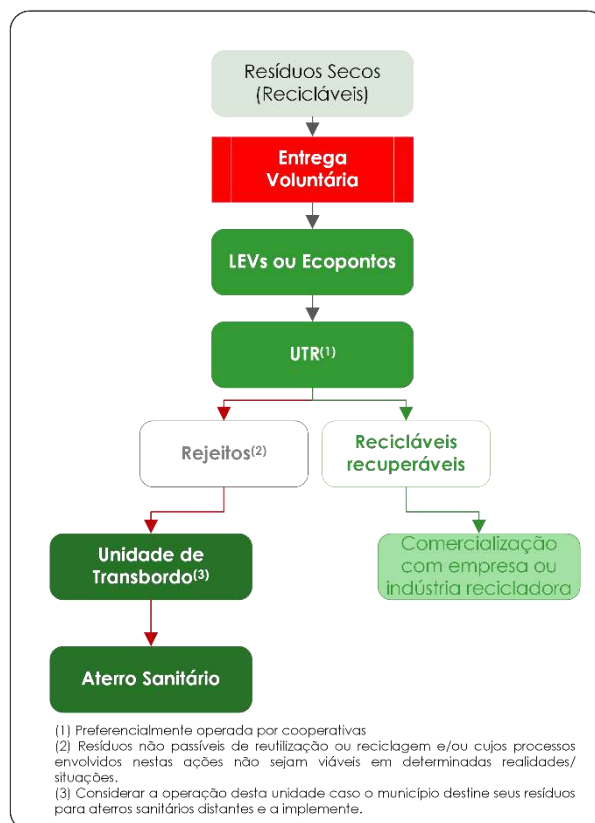 Resíduos Secos
(Recicláveis)
Entrega
Voluntária
LEVs ou Ecopontos
UTR(1)
Rejeitos(2)
Recicláveis
recuperáveis
Unidade de
Transbordo(3)
Comercialização
com empresa ou
indústria recicladora
Aterro Sanitário
(1) Preferencialmente operada por cooperativas
(2) Resíduos não passíveis de reutilização ou reciclagem e/ou cujos processos
envolvidos nestas ações não sejam viáveis em determinadas realidades/
situações.
(3) Considerar a operação desta unidade caso o município destine seus resíduos
para aterros sanitários distantes e a implemente.